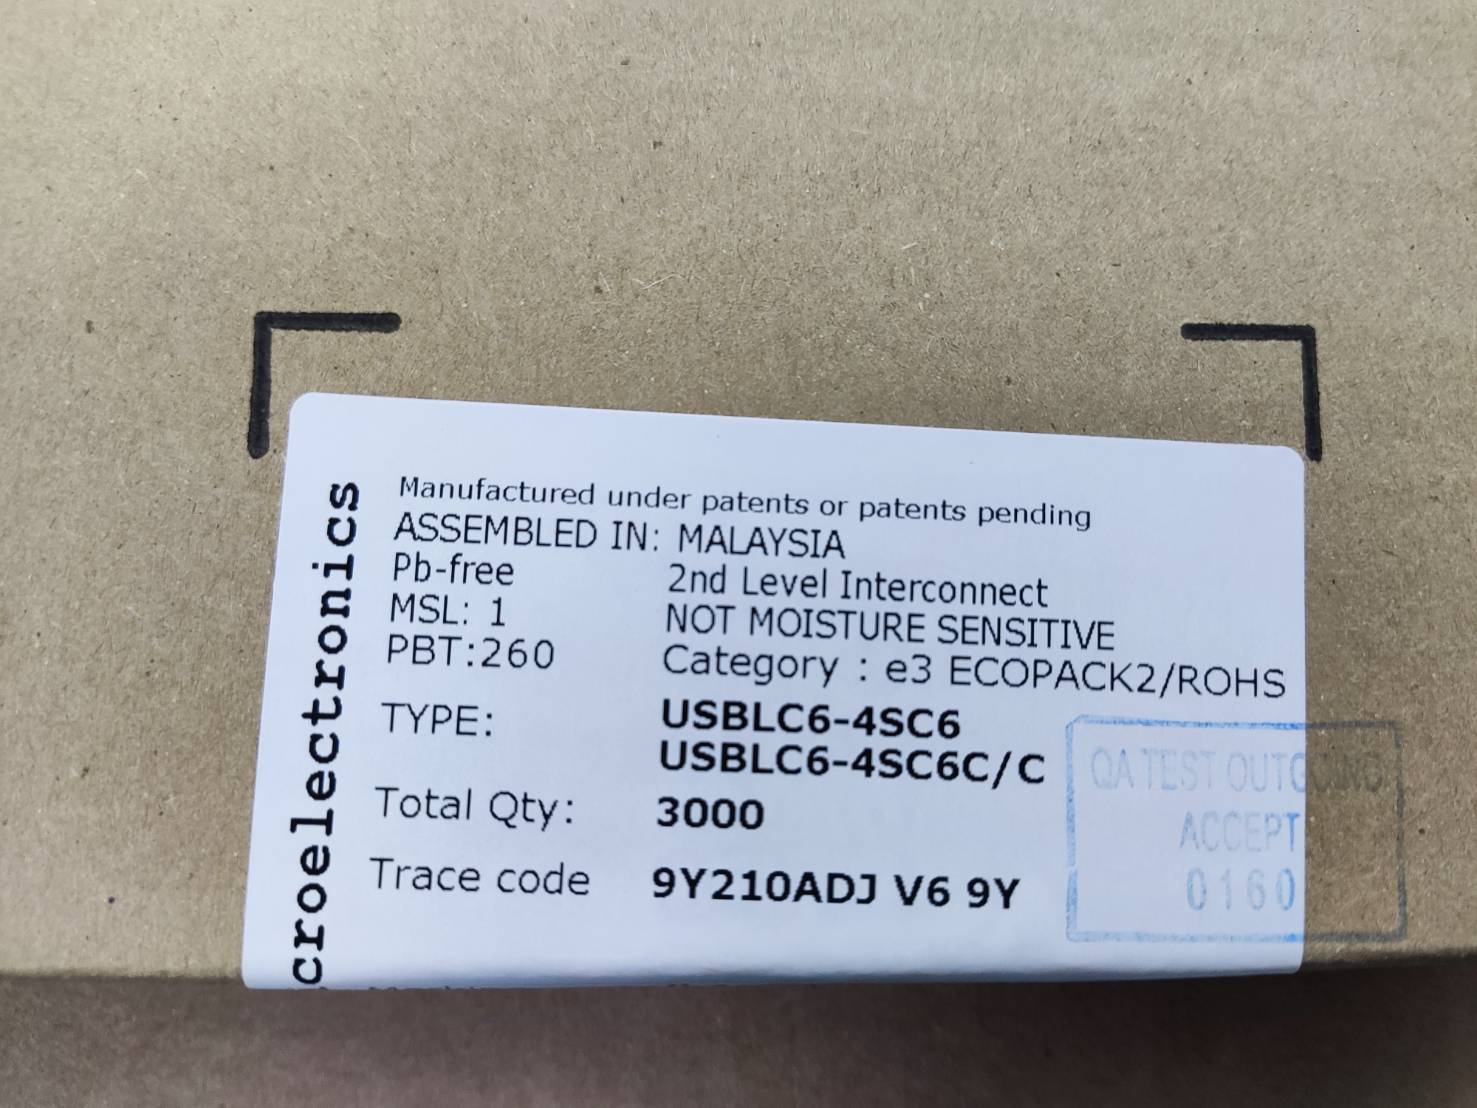 croelectronics
Manufactured under patents or patents pending
ASSEMBLED IN: MALAYSIA
Pb-free 2nd Level Interconnect
MSL: 1 NOT MOISTURE SENSITIVE
PBT:260 Category : e3 ECOPACK2/ROHS
TYPE: USBLC6-4SC6
USBLC6-4SC6C/C
Total Qty: 3000
Trace code 9Y210ADJ V6 9Y
QA TEST OUTGOING
ACCEPT
0160